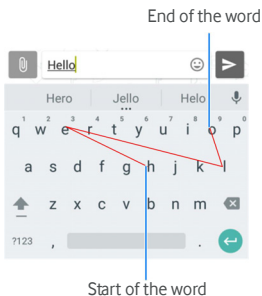 End of the word
Hello
Hero Jello Helo
1 2 3 4 5 6 7 8 9 0
q w e r t y u i o p
a s d f g h j k l
z x c v b n m
?123 , .
Start of the word